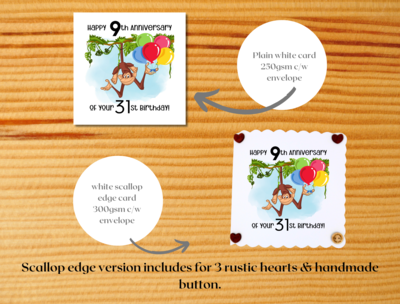 Happy 9th Anniversary
Of Your 31st Birthday!
Plain white card
250gsm c/w
envelope
white scallop
edge card
300gsm c/w
envelope
Happy 9th Anniversary
Of Your 31st Birthday!
Scallop edge version includes for 3 rustic hearts & handmade
button.